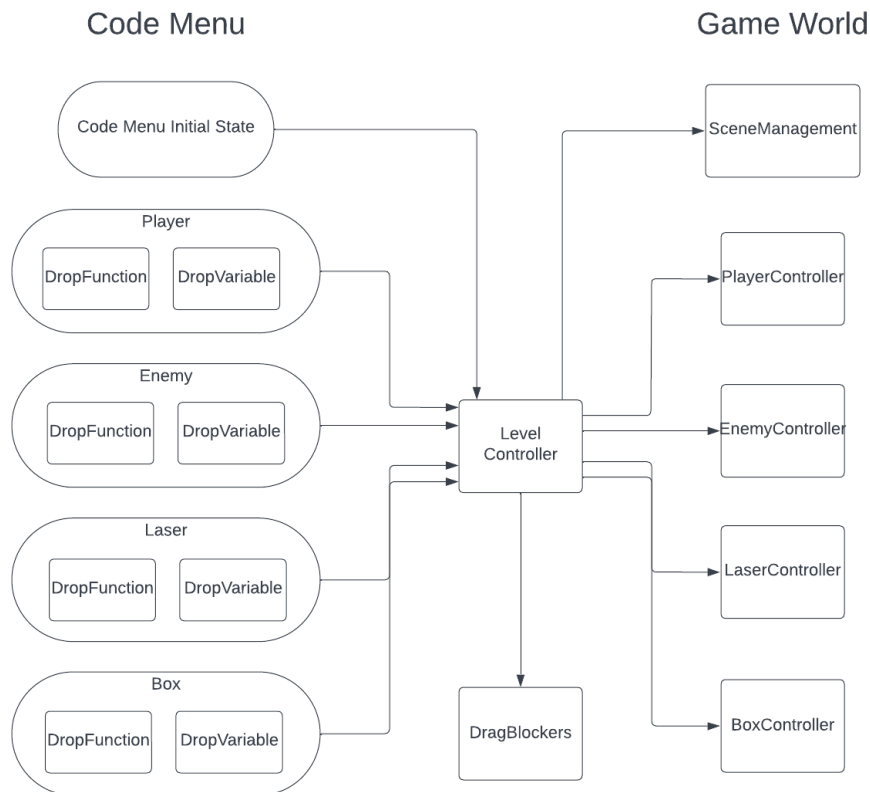 Code Menu
Game World
Code Menu Initial State
SceneManagement
Player
DropFunction
DropVariable
PlayerController
Enemy
DropFunction
DropVariable
Level
Controller
EnemyController
Laser
DropFunction
DropVariable
LaserController
Box
DropFunction
DropVariable
DragBlockers
BoxController